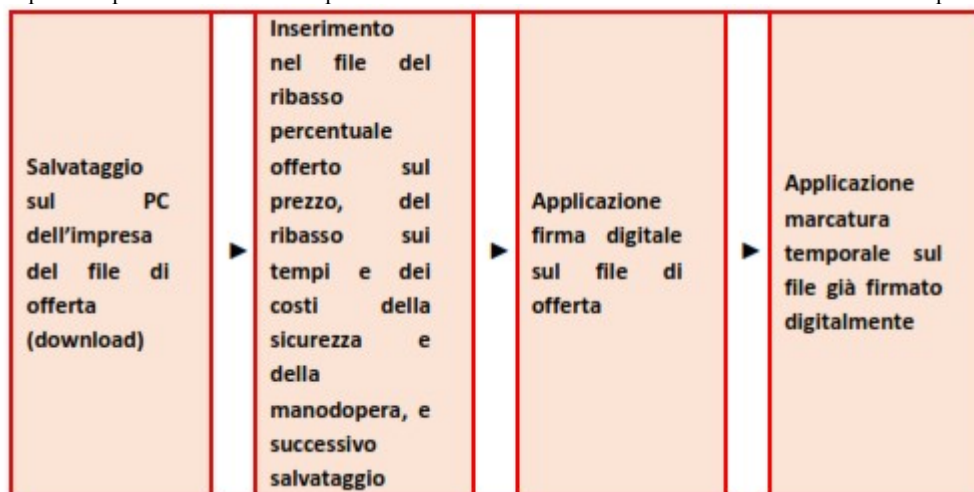 Salvataggio
sul PC
dell'impresa
del file di
offerta
(download)
Inserimento
nel file del
ribasso
percentuale
offerto sul
prezzo, del
ribasso sui
tempi e dei
costi della
sicurezza e
della
manodopera, e
successivo
salvataggio
Applicazione
firma digitale
sul file di
offerta
Applicazione
marcatura
temporale sul
file già firmato
digitalmente